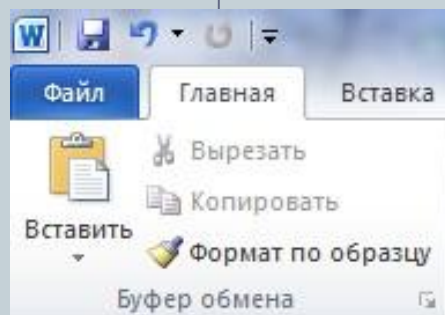 W
Файл Главная Вставка
Вырезать
Копировать
Вставить
Формат по образцу
Буфер обмена